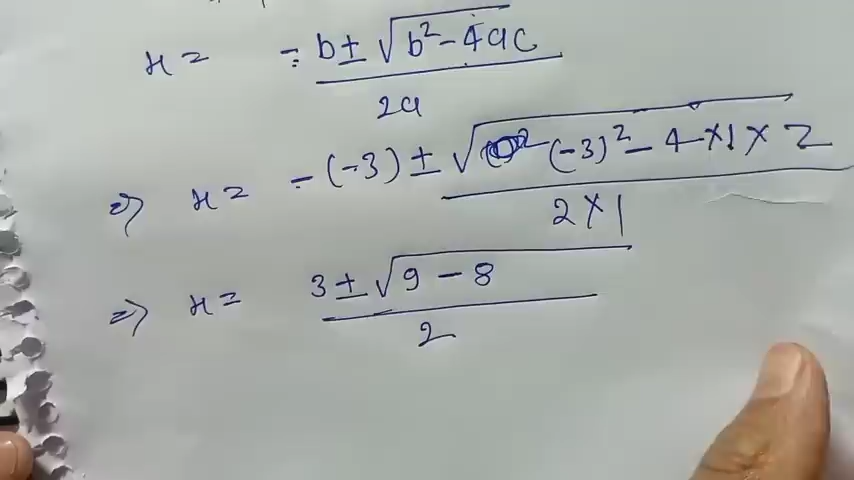 x = -b ± √b² - 4ac
2a
⇒ x = -(-3) ± √(-3)² - 4×1×2
2×1
⇒ x = 3 ± √9 - 8
2